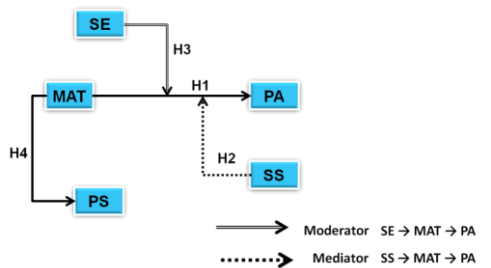 SE
H3
H1
MAT
PA
H4
H2
SS
PS
Moderator SE → MAT → PA
Mediator SS → MAT → PA